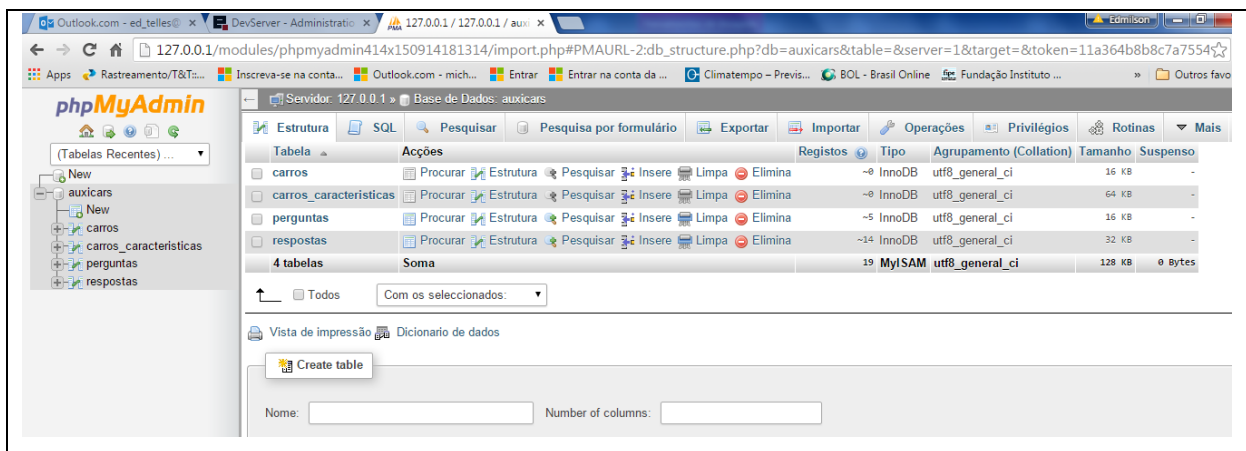 Outlook.com - ed_telles@ DevServer - Administratio 127.0.0.1 / 127.0.0.1 / aux Edmilson
127.0.0.1/modules/phpmyadmin414x150914181314/import.php#PMAURL-2:db_structure.php?db=auxicars&table=&server=1&target=&token=11a364b8b8c7a7554
Apps Rastreamento/T&T::... Inscreva-se na conta... Outlook.com - mich... Entrar Entrar na conta da ... Climatempo – Previs... BOL - Brasil Online Fundação Instituto ... » Outros favo
phpMyAdmin
(Tabelas Recentes) ...
New
auxicars
New
carros
carros_caracteristicas
perguntas
respostas
Servidor: 127.0.0.1 » Base de Dados: auxicars
Estrutura SQL Pesquisar Pesquisa por formulário Exportar Importar Operações Privilégios Rotinas Mais
Tabela Acções Registos Tipo Agrupamento (Collation) Tamanho Suspenso
carros Procurar Estrutura Pesquisar Insere Limpa Elimina ~0 InnoDB utf8_general_ci 16 KB -
carros_caracteristicas Procurar Estrutura Pesquisar Insere Limpa Elimina ~0 InnoDB utf8_general_ci 64 KB -
perguntas Procurar Estrutura Pesquisar Insere Limpa Elimina ~5 InnoDB utf8_general_ci 16 KB -
respostas Procurar Estrutura Pesquisar Insere Limpa Elimina ~14 InnoDB utf8_general_ci 32 KB -
4 tabelas Soma 19 MyISAM utf8_general_ci 128 KB 0 Bytes
Todos Com os seleccionados:
Vista de impressão Dicionario de dados
Create table
Nome: Number of columns: